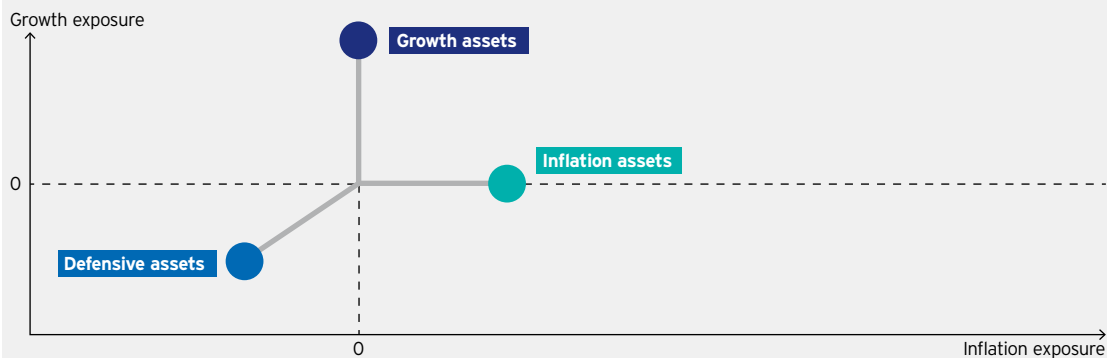 Growth exposure
Growth assets
Inflation assets
0
Defensive assets
0
Inflation exposure